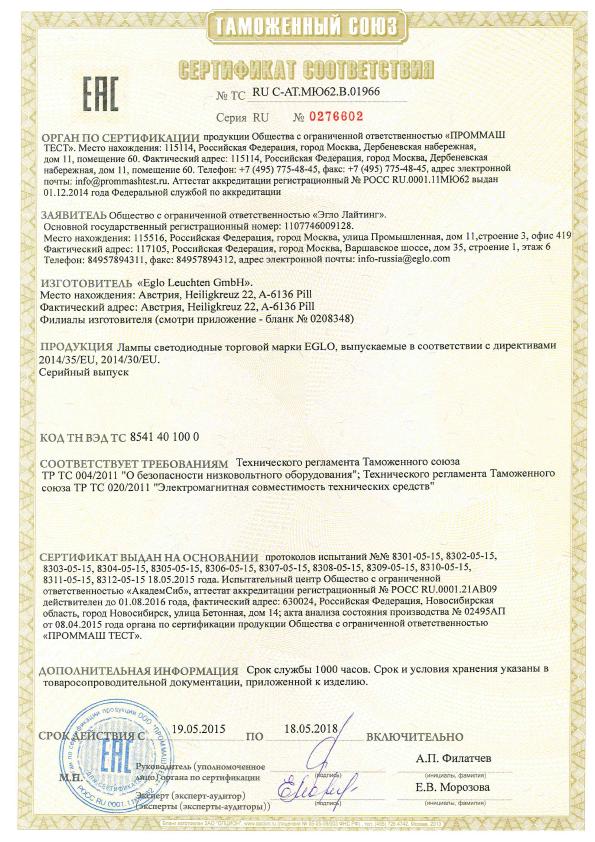 ТАМОЖЕННЫЙ СОЮЗ
ЕАС
СЕРТИФИКАТ СООТВЕТСТВИЯ
№ ТС RU С-AT.МЮ62.В.01966
Серия RU № 0276602
ОРГАН ПО СЕРТИФИКАЦИИ продукции Общества с ограниченной ответственностью «ПРОММАШ
ТЕСТ». Место нахождения: 115114, Российская Федерация, город Москва, Дербеневская набережная,
дом 11, помещение 60. Фактический адрес: 115114, Российская Федерация, город Москва, Дербеневская
набережная, дом 11, помещение 60. Телефон: +7 (495) 775-48-45, факс: +7 (495) 775-48-45, адрес электронной
почты: info@prommashtest.ru. Аттестат аккредитации регистрационный № РОСС RU.0001.11МЮ62 выдан
01.12.2014 года Федеральной службой по аккредитации
ЗАЯВИТЕЛЬ Общество с ограниченной ответственностью «Эгло Лайтинг».
Основной государственный регистрационный номер: 1107746009128.
Место нахождения: 115516, Российская Федерация, город Москва, улица Промышленная, дом 11,строение 3, офис 419
Фактический адрес: 117105, Российская Федерация, город Москва, Варшавское шоссе, дом 35, строение 1, этаж 6
Телефон: 84957894311, факс: 84957894312, адрес электронной почты: info-russia@eglo.com
ИЗГОТОВИТЕЛЬ «Eglo Leuchten GmbH».
Место нахождения: Австрия, Heiligkreuz 22, A-6136 Pill
Фактический адрес: Австрия, Heiligkreuz 22, A-6136 Pill
Филиалы изготовителя (смотри приложение - бланк № 0208348)
ПРОДУКЦИЯ Лампы светодиодные торговой марки EGLO, выпускаемые в соответствии с директивами
2014/35/EU, 2014/30/EU.
Серийный выпуск
КОД ТН ВЭД ТС 8541 40 100 0
СООТВЕТСТВУЕТ ТРЕБОВАНИЯМ Технического регламента Таможенного союза
ТР ТС 004/2011 "О безопасности низковольтного оборудования"; Технического регламента Таможенного
союза ТР ТС 020/2011 "Электромагнитная совместимость технических средств"
СЕРТИФИКАТ ВЫДАН НА ОСНОВАНИИ протоколов испытаний №№ 8301-05-15, 8302-05-15,
8303-05-15, 8304-05-15, 8305-05-15, 8306-05-15, 8307-05-15, 8308-05-15, 8309-05-15, 8310-05-15,
8311-05-15, 8312-05-15 18.05.2015 года. Испытательный центр Общество с ограниченной
ответственностью «АкадемСиб», аттестат аккредитации регистрационный № РОСС RU.0001.21АВ09
действителен до 01.08.2016 года, фактический адрес: 630024, Российская Федерация, Новосибирская
область, город Новосибирск, улица Бетонная, дом 14; акта анализа состояния производства № 02495АП
от 08.04.2015 года органа по сертификации продукции Общества с ограниченной ответственностью
«ПРОММАШ ТЕСТ».
ДОПОЛНИТЕЛЬНАЯ ИНФОРМАЦИЯ Срок службы 1000 часов. Срок и условия хранения указаны в
товаросопроводительной документации, приложенной к изделию.
СРОК ДЕЙСТВИЯ С 19.05.2015 ПО 18.05.2018 ВКЛЮЧИТЕЛЬНО
М.П.
Руководитель (уполномоченное
лицо) органа по сертификации
(подпись)
А.П. Филатчев
(инициалы, фамилия)
Эксперт (эксперт-аудитор)
(эксперты (эксперты-аудиторы))
(подпись)
Е.В. Морозова
(инициалы, фамилия)